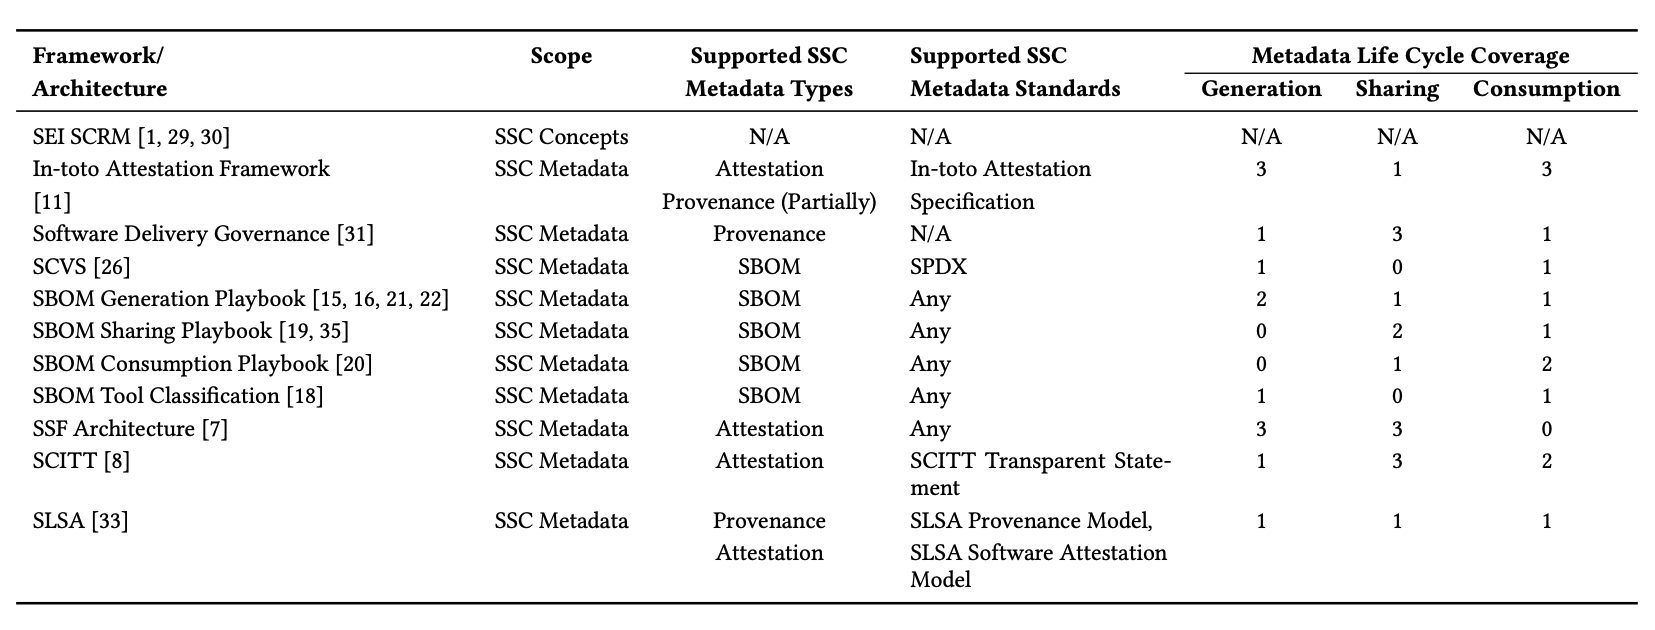 Framework/ Scope Supported SSC Supported SSC Metadata Life Cycle Coverage
Architecture Metadata Types Metadata Standards Generation Sharing Consumption
SEI SCRM [1, 29, 30] SSC Concepts N/A N/A N/A N/A N/A
In-toto Attestation Framework SSC Metadata Attestation In-toto Attestation 3 1 3
[11] Provenance (Partially) Specification
Software Delivery Governance [31] SSC Metadata Provenance N/A 1 3 1
SCVS [26] SSC Metadata SBOM SPDX 1 0 1
SBOM Generation Playbook [15, 16, 21, 22] SSC Metadata SBOM Any 2 1 1
SBOM Sharing Playbook [19, 35] SSC Metadata SBOM Any 0 2 1
SBOM Consumption Playbook [20] SSC Metadata SBOM Any 0 1 2
SBOM Tool Classification [18] SSC Metadata SBOM Any 1 0 1
SSF Architecture [7] SSC Metadata Attestation Any 3 3 0
SCITT [8] SSC Metadata Attestation SCITT Transparent State- 1 3 2
ment
SLSA [33] SSC Metadata Provenance SLSA Provenance Model, 1 1 1
Attestation SLSA Software Attestation
Model